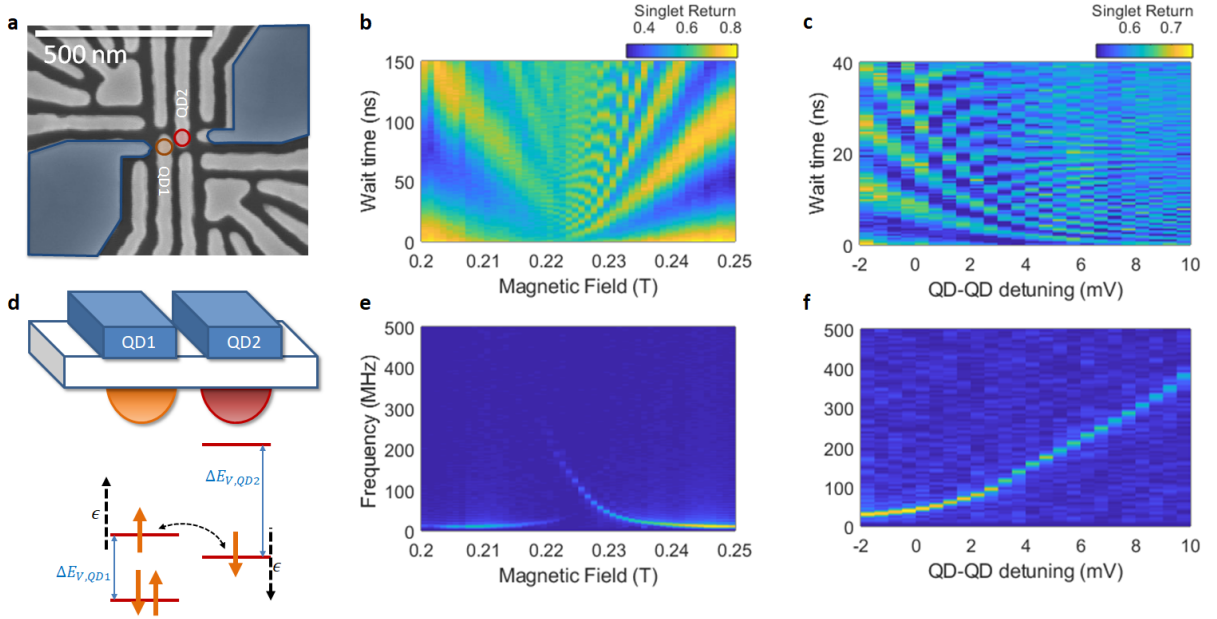 a
500 nm
QD2
QD1
b
Singlet Return
0.4 0.6 0.8
150
100
50
0
Wait time (ns)
0.2 0.21 0.22 0.23 0.24 0.25
Magnetic Field (T)
c
Singlet Return
0.6 0.7
40
20
0
Wait time (ns)
-2 0 2 4 6 8 10
QD-QD detuning (mV)
d
QD1 QD2
ΔE_{V,QD2}
ϵ
ϵ
ΔE_{V,QD1}
e
500
400
300
200
100
0
Frequency (MHz)
0.2 0.21 0.22 0.23 0.24 0.25
Magnetic Field (T)
f
500
400
300
200
100
0
-2 0 2 4 6 8 10
QD-QD detuning (mV)